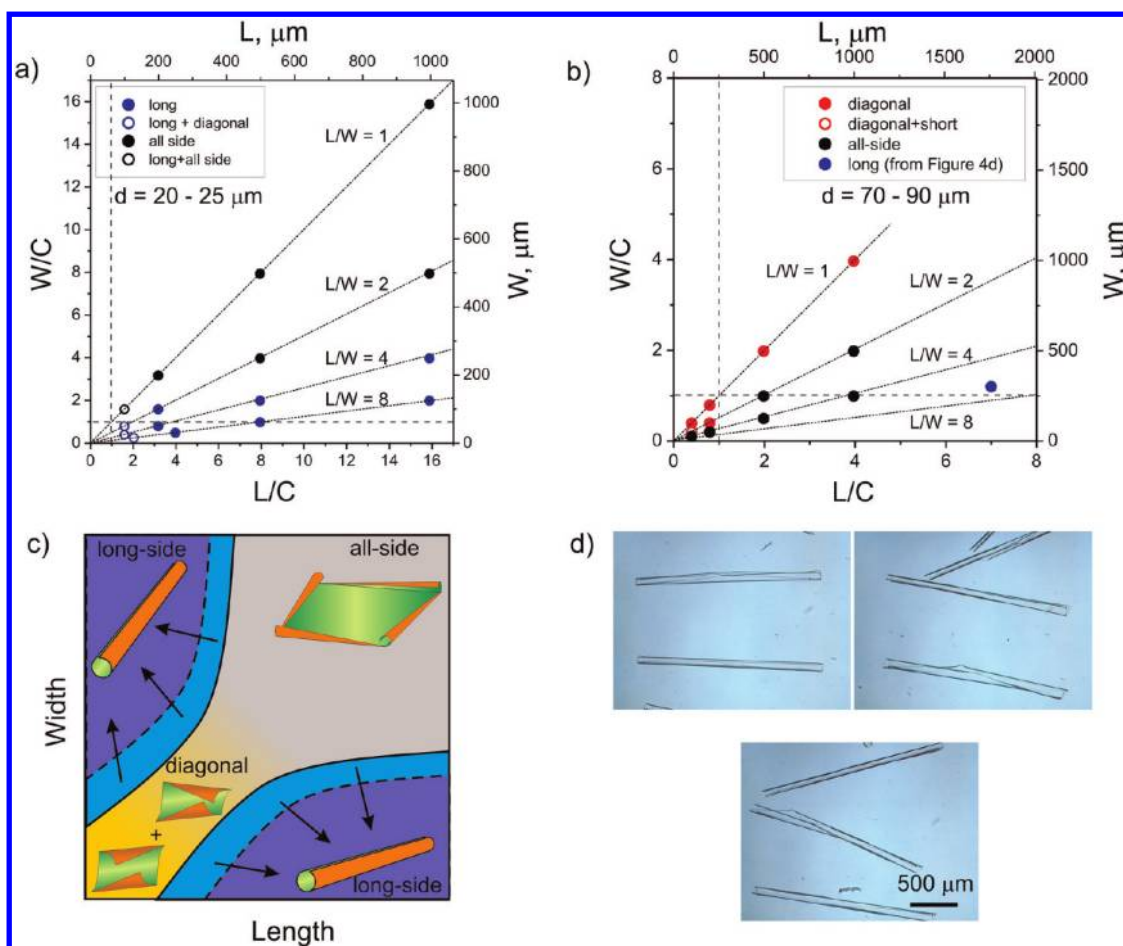 a)
L, μm
0 200 400 600 800 1000
long
long + diagonal
all side
long+all side
d = 20 - 25 μm
L/W = 1
L/W = 2
L/W = 4
L/W = 8
W/C
16
14
12
10
8
6
4
2
0
W, μm
1000
800
600
400
200
0
0 2 4 6 8 10 12 14 16
L/C
b)
L, μm
0 500 1000 1500 2000
diagonal
diagonal+short
all-side
long (from Figure 4d)
d = 70 - 90 μm
L/W = 1
L/W = 2
L/W = 4
L/W = 8
W/C
8
6
4
2
0
W, μm
2000
1500
1000
500
0
0 2 4 6 8
L/C
c)
long-side
all-side
diagonal
+
long-side
Width
Length
d)
500 μm